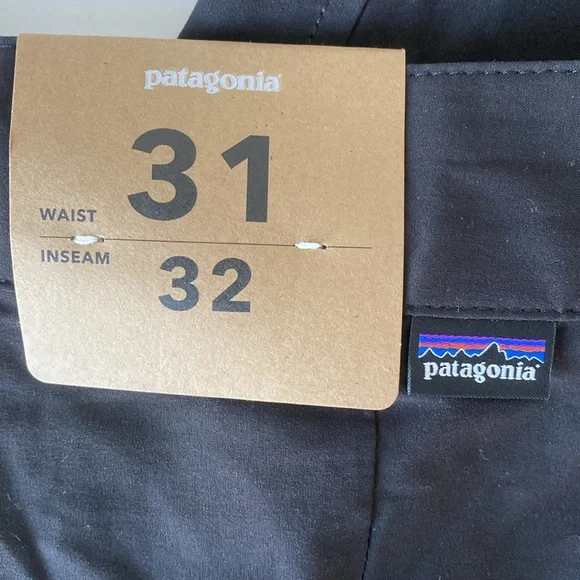 patagonia
31
WAIST
INSEAM
32
patagonia